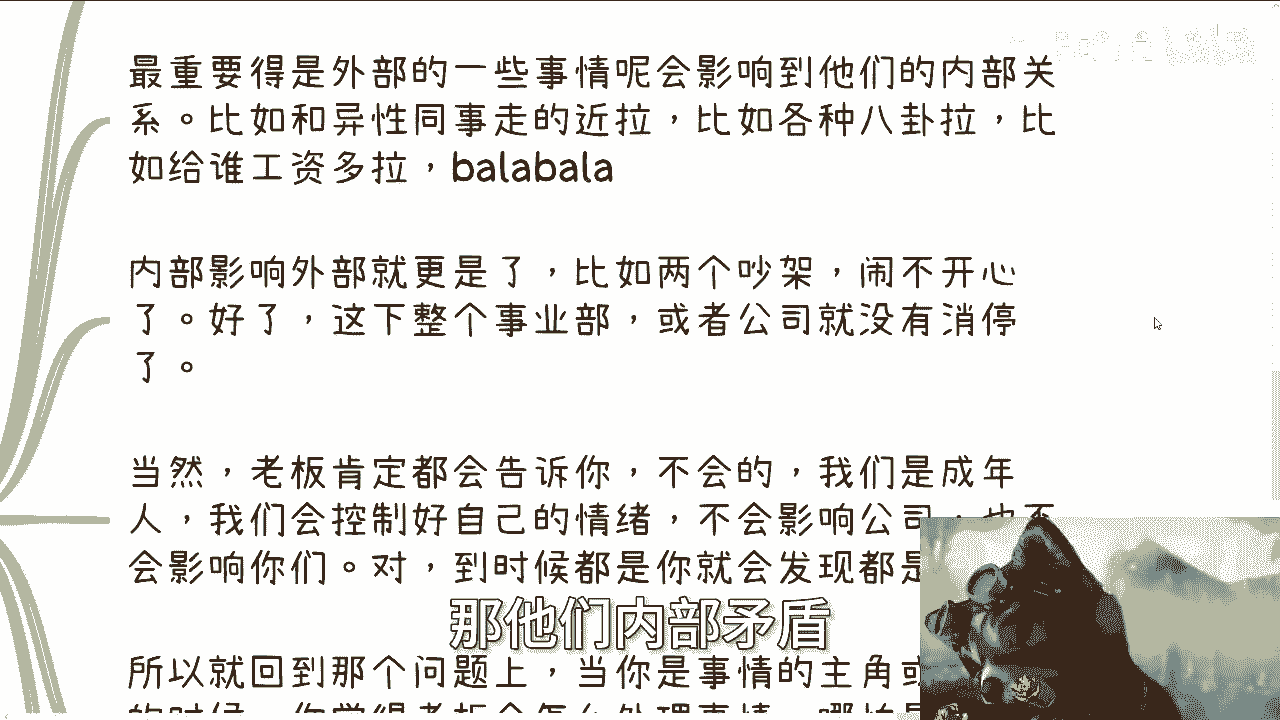 最重要得是外部的一些事情呢会影响到他们的内部关
系。比如和异性同事走的近拉，比如各种八卦拉，比
如给谁工资多拉，balabala
内部影响外部就更是了，比如两个吵架，闹不开心
了。好了，这下整个事业部，或者公司就没有消停
了。
当然，老板肯定都会告诉你，不会的，我们是成年
人，我们会控制好自己的情绪，不会影响公司，也不
会影响你们。对，到时候都是你就会发现都是
那他们内部矛盾
所以就回到那个问题上，当你是事情的主角或